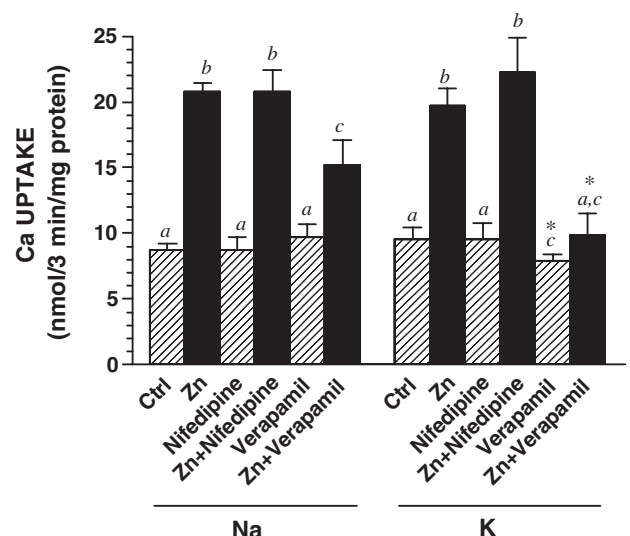 Ca UPTAKE
(nmol/3 min/mg protein)
25
20
15
10
5
0
a
b
a
b
a
c
a
b
a
b
*
c
*
a,c
Ctrl
Zn
Nifedipine
Zn+Nifedipine
Verapamil
Zn+Verapamil
Ctrl
Zn
Nifedipine
Zn+Nifedipine
Verapamil
Zn+Verapamil
Na
K